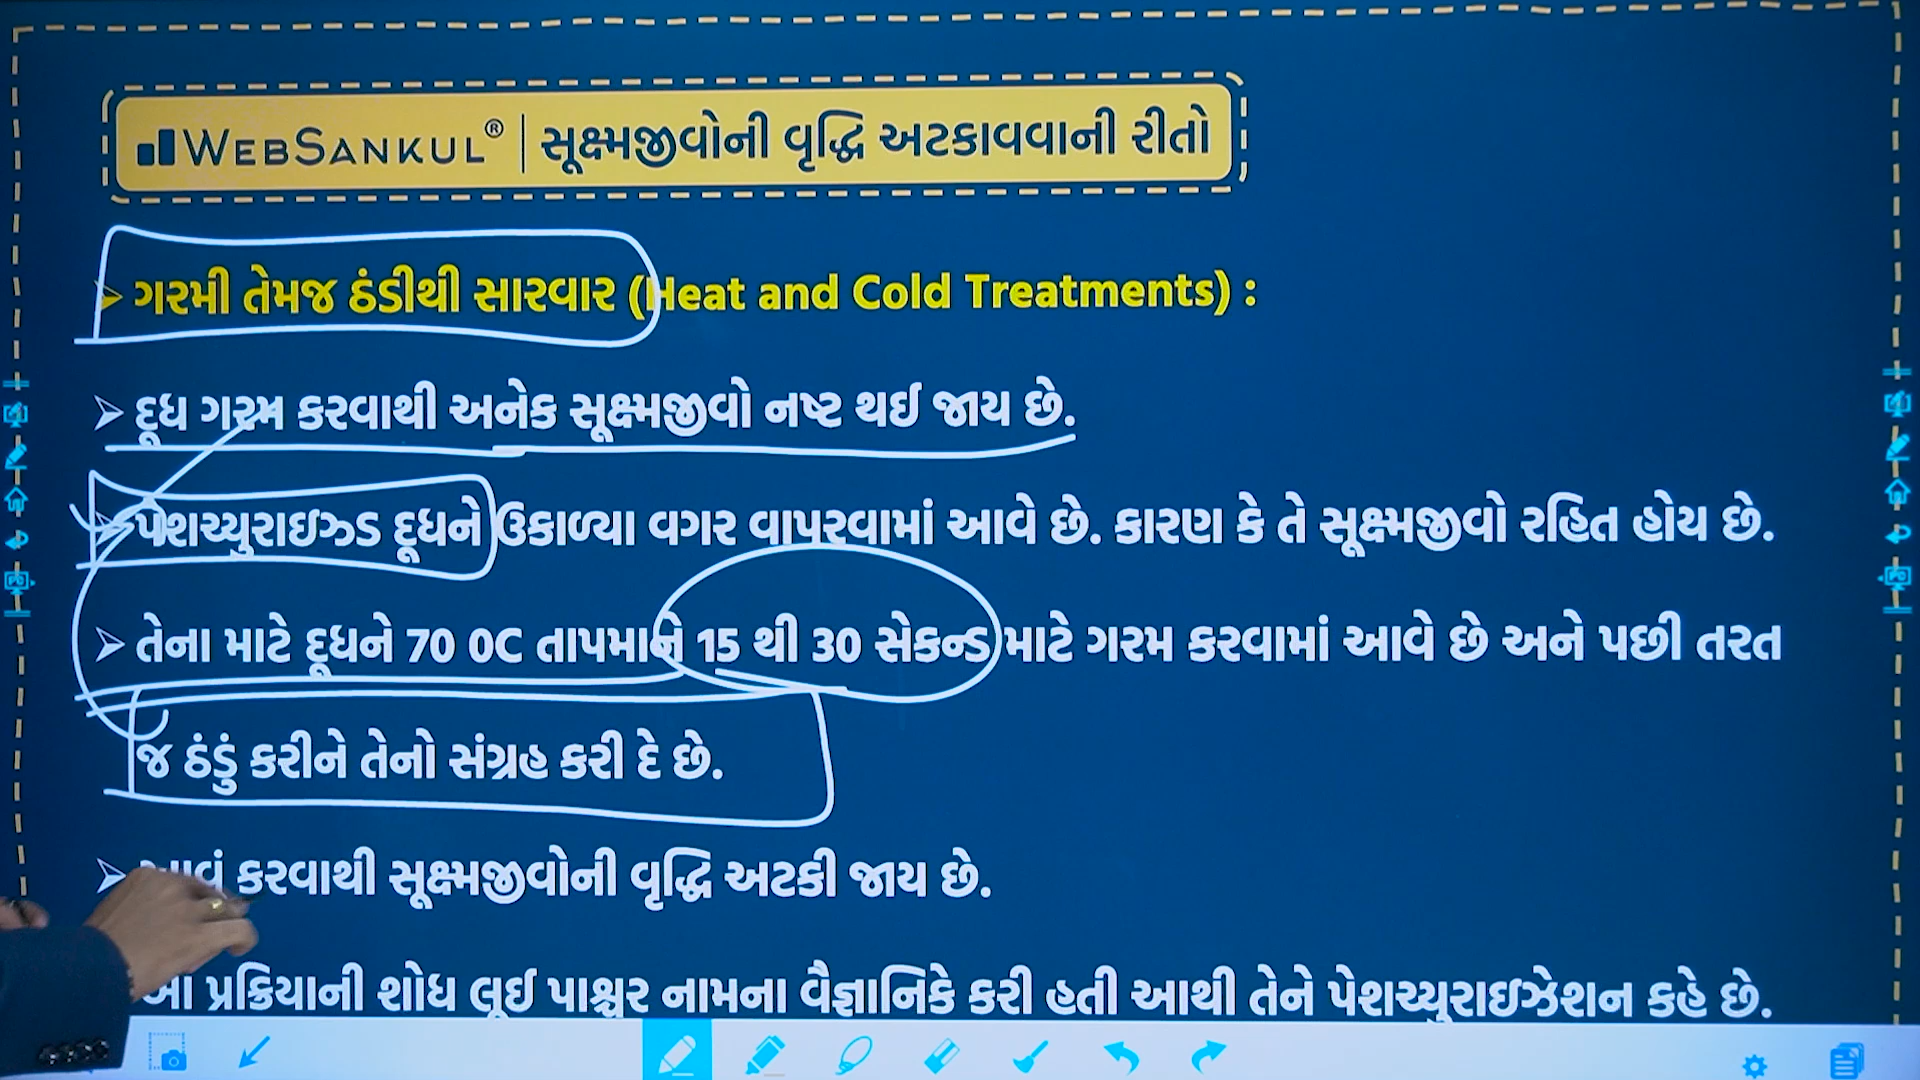 WEBSANKUL® | સૂક્ષ્મજીવોની વૃદ્ધિ અટકાવવાની રીતો
➢ ગરમી તેમજ ઠંડીથી સારવાર (Heat and Cold Treatments) :
➢ દૂધ ગરમ કરવાથી અનેક સૂક્ષ્મજીવો નષ્ટ થઈ જાય છે.
➢ પેશચ્યુરાઇઝ્ડ દૂધને ઉકાળ્યા વગર વાપરવામાં આવે છે. કારણ કે તે સૂક્ષ્મજીવો રહિત હોય છે.
➢ તેના માટે દૂધને 70 0C તાપમાને 15 થી 30 સેકન્ડ માટે ગરમ કરવામાં આવે છે અને પછી તરત
જ ઠંડું કરીને તેનો સંગ્રહ કરી દે છે.
➢ કરવાથી સૂક્ષ્મજીવોની વૃદ્ધિ અટકી જાય છે.
આ પ્રક્રિયાની શોધ લૂઈ પાશ્ચર નામના વૈજ્ઞાનિકે કરી હતી આથી તેને પેશચ્યુરાઇઝેશન કહે છે.